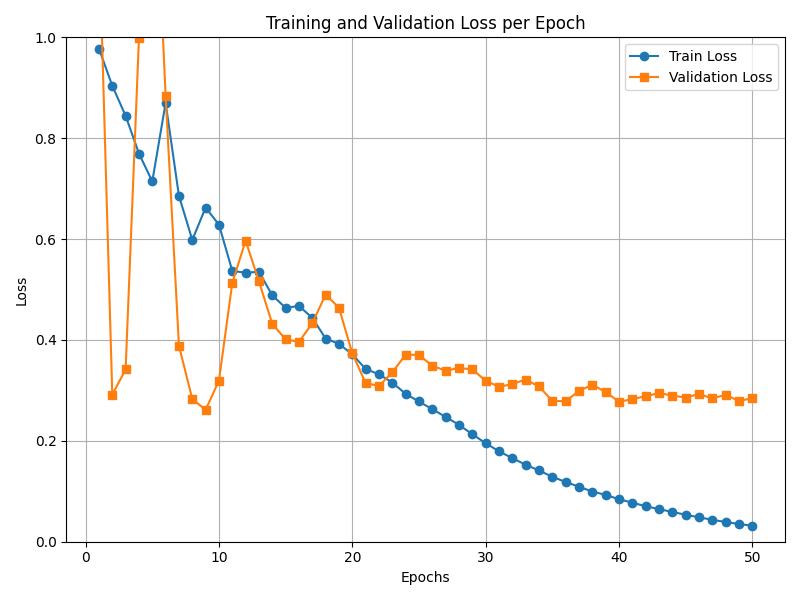 Training and Validation Loss per Epoch
Train Loss
Validation Loss
1.0
0.8
0.6
0.4
0.2
0.0
Loss
0 10 20 30 40 50
Epochs